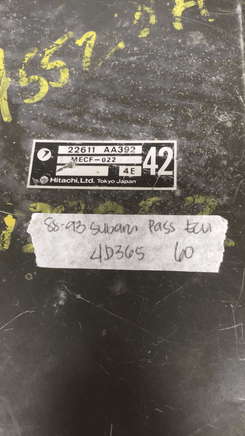 22611 AA392
MECF-022
42
4E
Hitachi, Ltd. Tokyo Japan
88-93 Subaru Pass Ecu
4D365 60